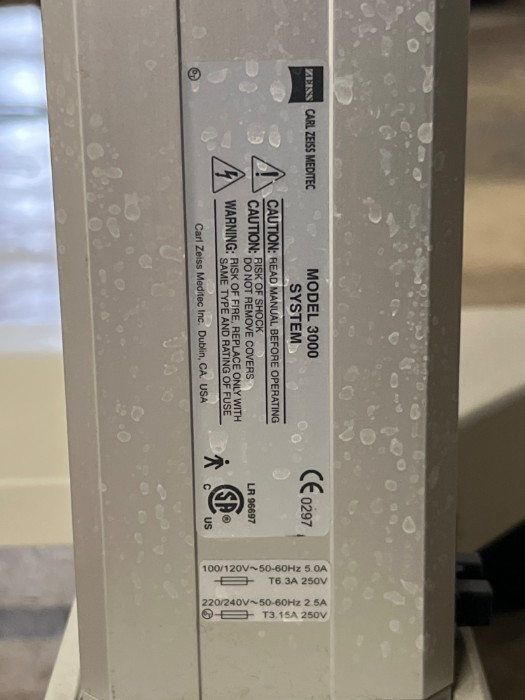 ZEISS
CARL ZEISS MEDITEC
MODEL 3000
SYSTEM
CE 0297
CAUTION: READ MANUAL BEFORE OPERATING
CAUTION: RISK OF SHOCK
DO NOT REMOVE COVERS
WARNING: RISK OF FIRE, REPLACE ONLY WITH
SAME TYPE AND RATING OF FUSE
Carl Zeiss Meditec Inc. Dublin, CA USA
LR 96697
SA ®
C US
100/120V~50-60Hz 5.0A
T6.3A 250V
220/240V~50-60Hz 2.5A
T3.15A 250V